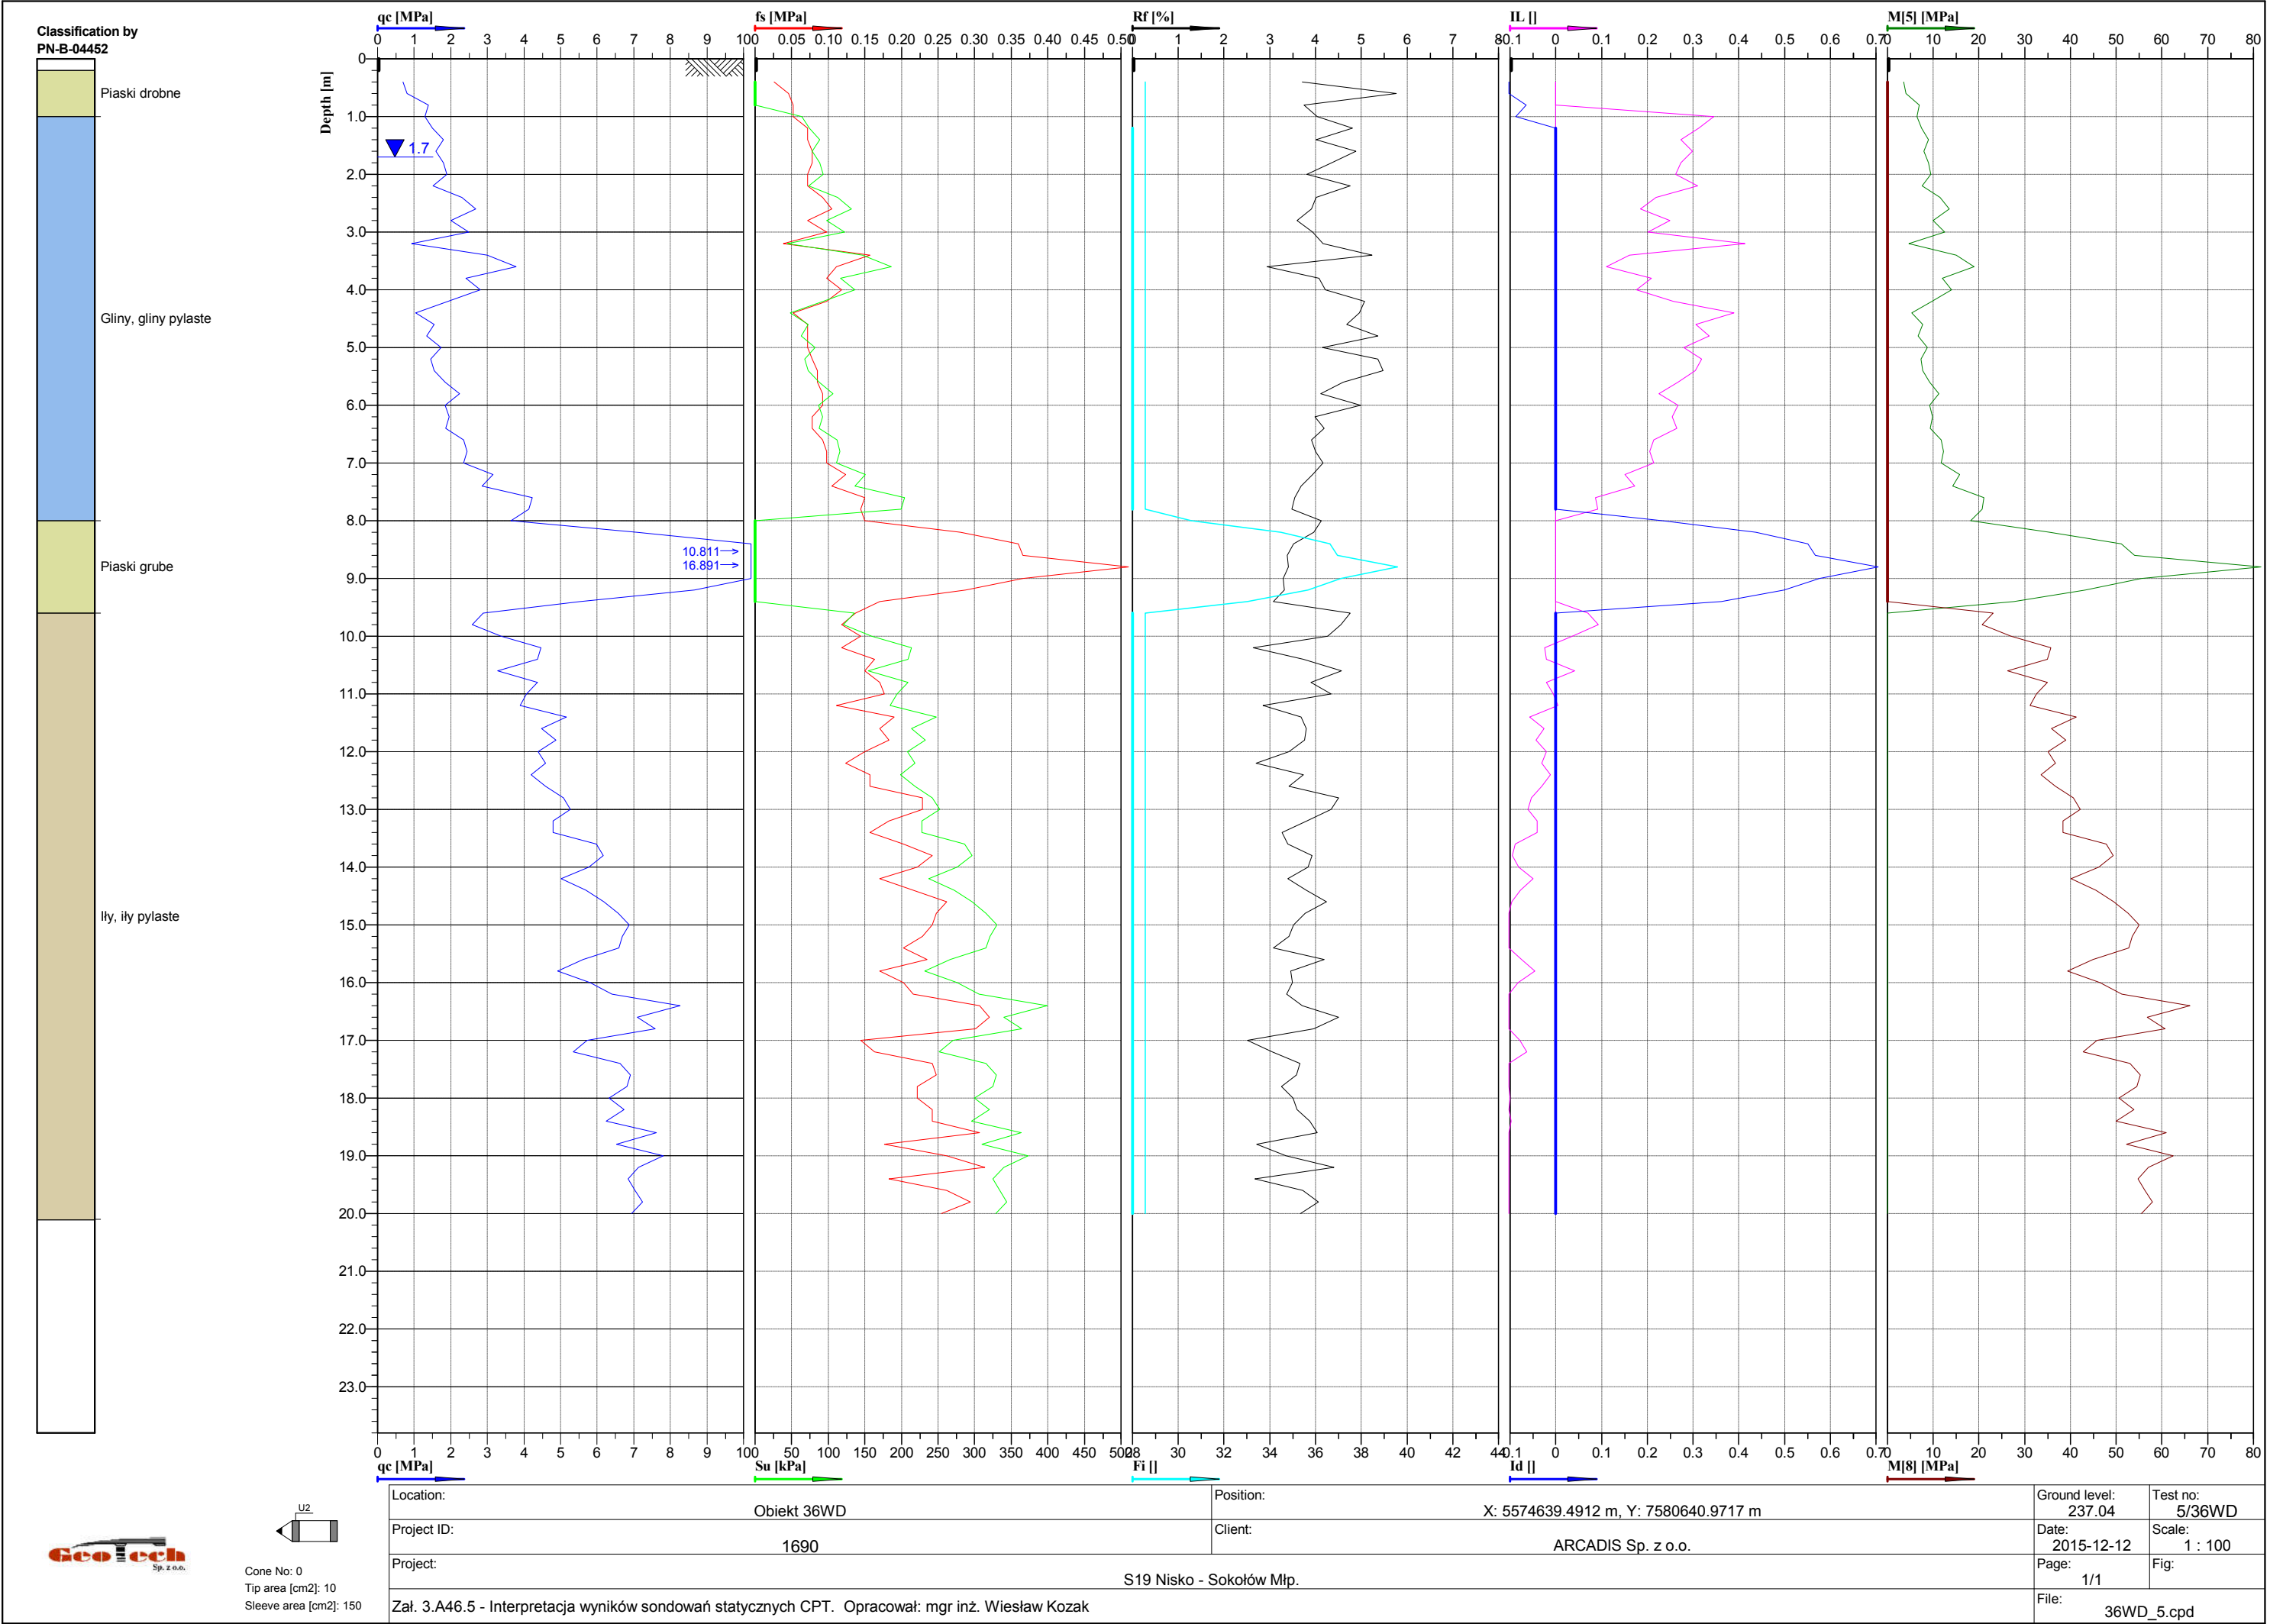 Classification by
PN-B-04452
qc [MPa]
0 1 2 3 4 5 6 7 8 9 10
fs [MPa]
0 0.05 0.10 0.15 0.20 0.25 0.30 0.35 0.40 0.45 0.50
Rf [%]
0 1 2 3 4 5 6 7 8
IL []
-0.1 0 0.1 0.2 0.3 0.4 0.5 0.6 0.7
M[5] [MPa]
0 10 20 30 40 50 60 70 80
Depth [m]
0
1.0
2.0
3.0
4.0
5.0
6.0
7.0
8.0
9.0
10.0
11.0
12.0
13.0
14.0
15.0
16.0
17.0
18.0
19.0
20.0
21.0
22.0
23.0
Piaski drobne
Gliny, gliny pylaste
Piaski grube
Iły, iły pylaste
1.7
10.811
16.891
0 1 2 3 4 5 6 7 8 9 10
qc [MPa]
0 50 100 150 200 250 300 350 400 450 500
Su [kPa]
28 30 32 34 36 38 40 42 44
Fi []
-0.1 0 0.1 0.2 0.3 0.4 0.5 0.6 0.7
Id []
0 10 20 30 40 50 60 70 80
M[8] [MPa]
GeoTech
Sp. z o.o.
U2
Cone No: 0
Tip area [cm2]: 10
Sleeve area [cm2]: 150
Location:
Obiekt 36WD
Position:
X: 5574639.4912 m, Y: 7580640.9717 m
Ground level:
237.04
Test no:
5/36WD
Project ID:
1690
Client:
ARCADIS Sp. z o.o.
Date:
2015-12-12
Scale:
1 : 100
Project:
S19 Nisko - Sokołów Młp.
Page:
1/1
Fig:
Zał. 3.A46.5 - Interpretacja wyników sondowań statycznych CPT. Opracował: mgr inż. Wiesław Kozak
File:
36WD_5.cpd